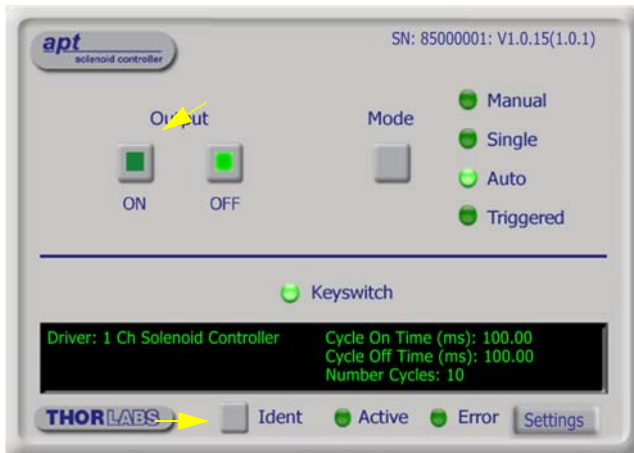 apt
solenoid controller
SN: 85000001: V1.0.15(1.0.1)
Output
ON
OFF
Mode
Manual
Single
Auto
Triggered
Keyswitch
Driver: 1 Ch Solenoid Controller
Cycle On Time (ms): 100.00
Cycle Off Time (ms): 100.00
Number Cycles: 10
THORLABS
Ident
Active
Error
Settings